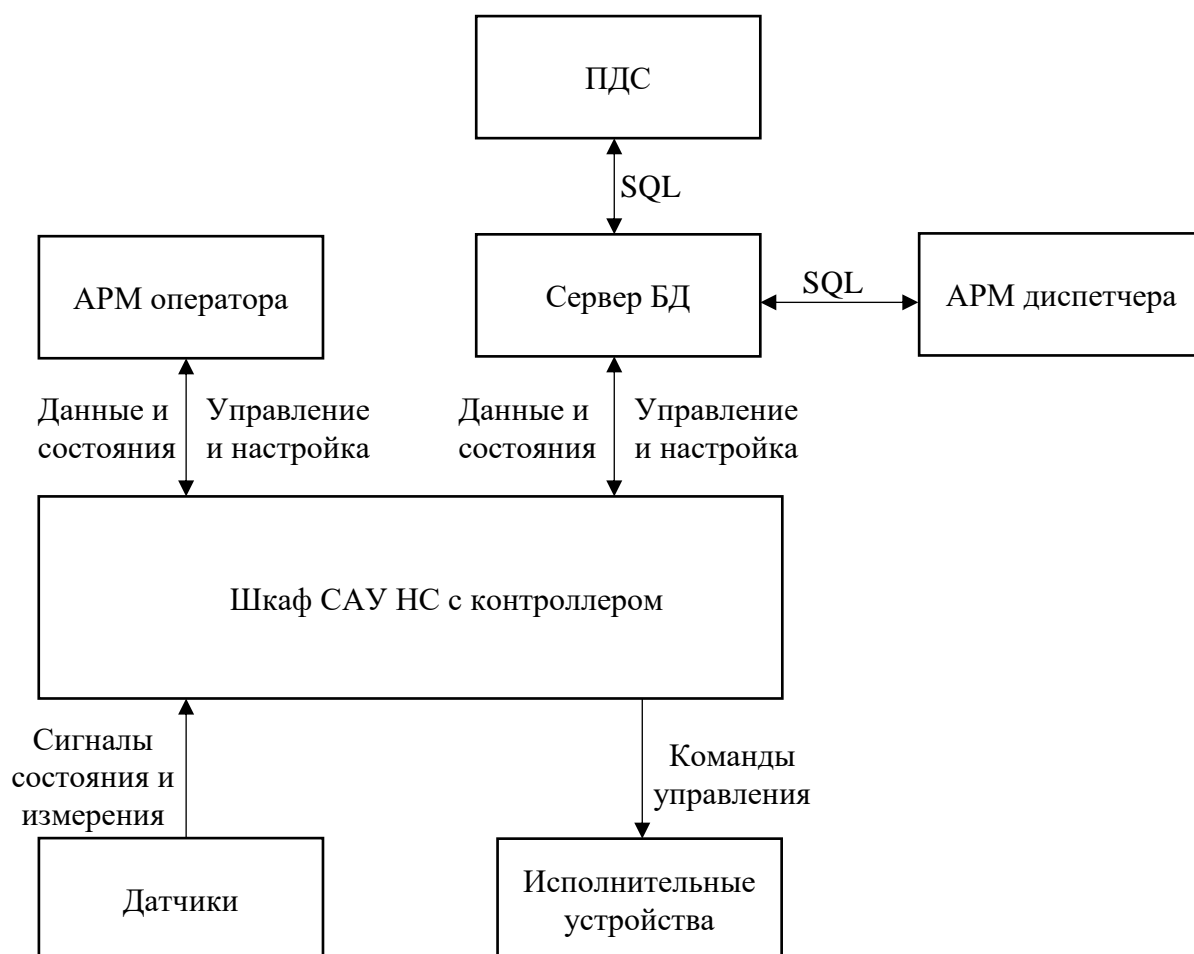 ПДС
SQL
АРМ оператора
Сервер БД
SQL
АРМ диспетчера
Данные и
состояния
Управление
и настройка
Данные и
состояния
Управление
и настройка
Шкаф САУ НС с контроллером
Сигналы
состояния и
измерения
Команды
управления
Датчики
Исполнительные
устройства